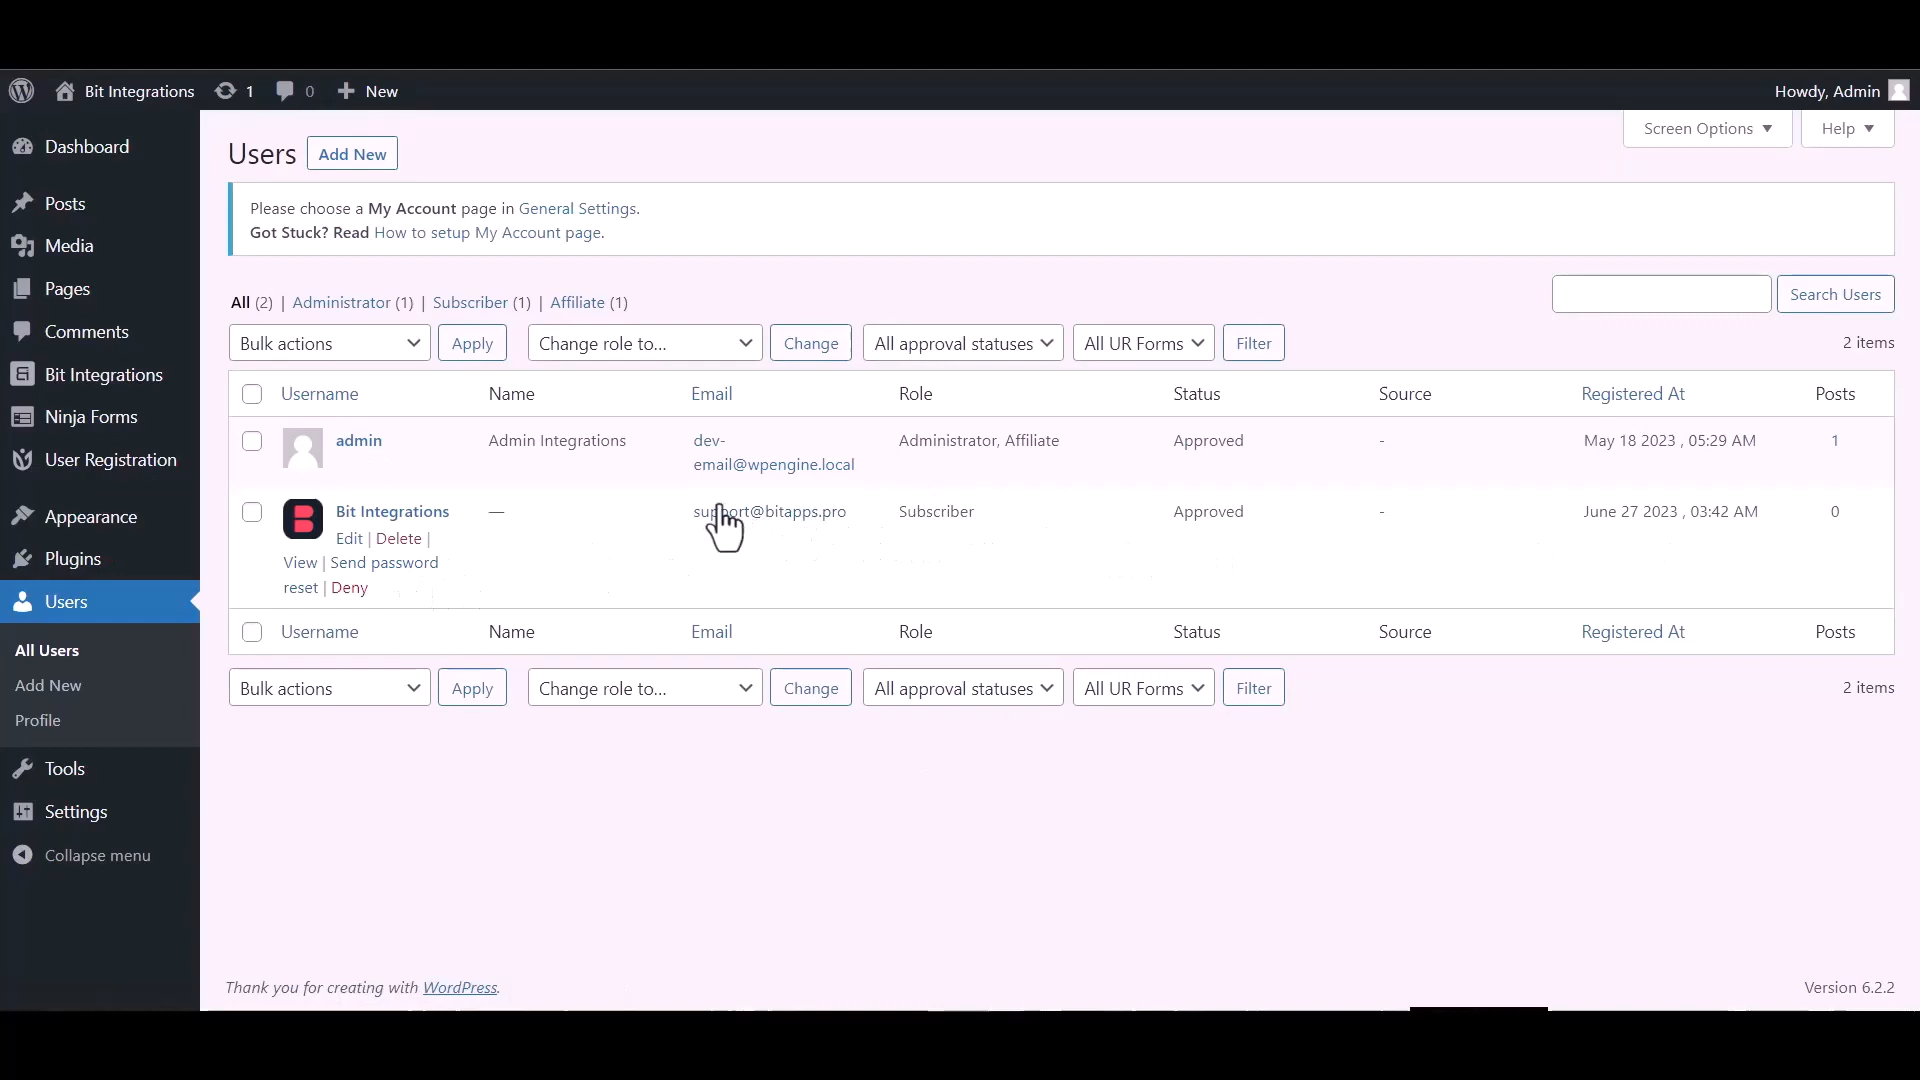 Bit Integrations 1 0 New Howdy, Admin
Screen Options Help
Dashboard
Posts
Media
Pages
Comments
Bit Integrations
Ninja Forms
User Registration
Appearance
Plugins
Users
All Users
Add New
Profile
Tools
Settings
Collapse menu
Users Add New
Please choose a My Account page in General Settings.
Got Stuck? Read How to setup My Account page.
All (2) | Administrator (1) | Subscriber (1) | Affiliate (1)
Search Users
Bulk actions Apply Change role to... Change All approval statuses All UR Forms Filter 2 items
Username Name Email Role Status Source Registered At Posts
admin Admin Integrations dev- Administrator, Affiliate Approved - May 18 2023 , 05:29 AM 1
email@wpengine.local
Bit Integrations — support@bitapps.pro Subscriber Approved - June 27 2023 , 03:42 AM 0
Edit | Delete |
View | Send password
reset | Deny
Username Name Email Role Status Source Registered At Posts
Bulk actions Apply Change role to... Change All approval statuses All UR Forms Filter 2 items
Thank you for creating with WordPress. Version 6.2.2